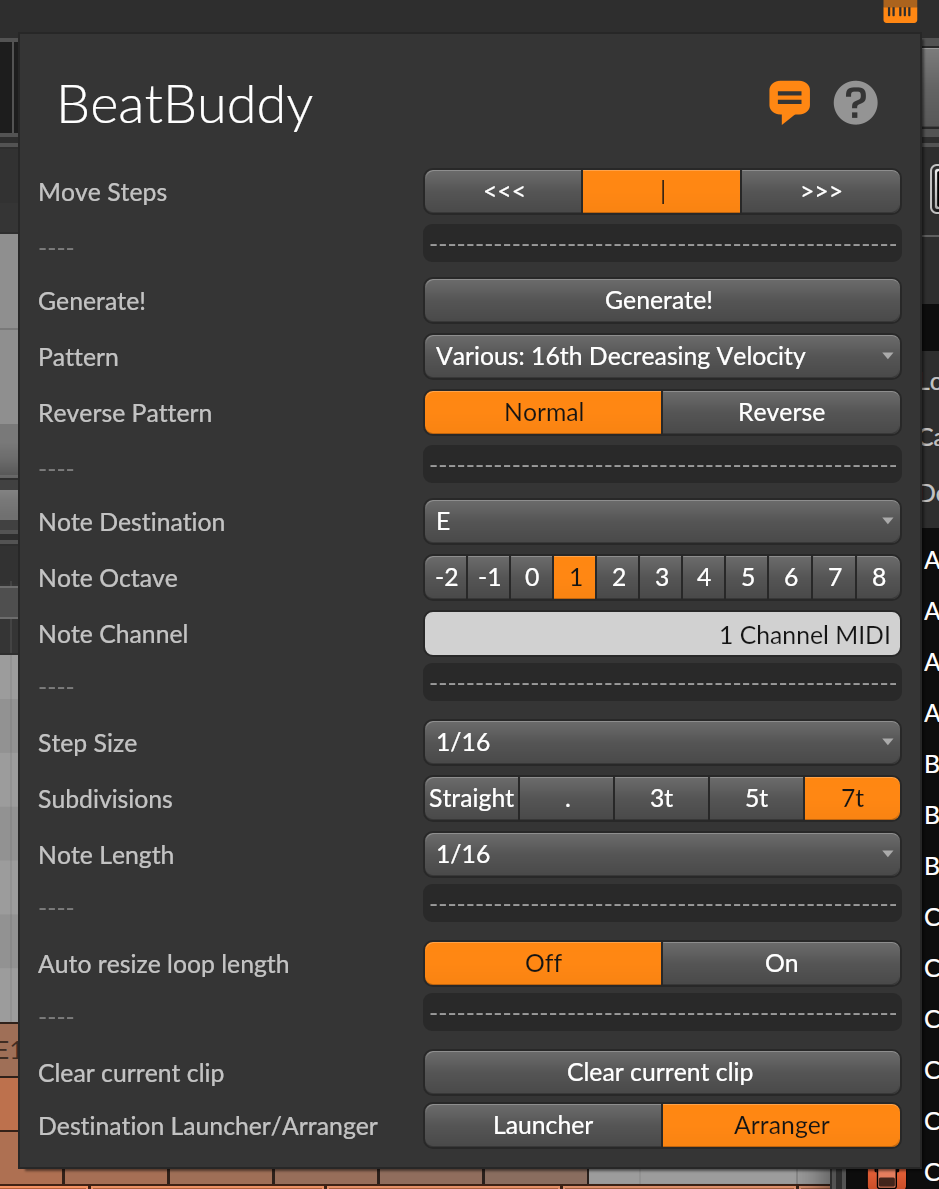 BeatBuddy
?
Move Steps <<< | >>>
---- ----------------------------------------------------
Generate! Generate!
Pattern Various: 16th Decreasing Velocity
Reverse Pattern Normal Reverse
---- ----------------------------------------------------
Note Destination E
Note Octave -2 -1 0 1 2 3 4 5 6 7 8
Note Channel 1 Channel MIDI
---- ----------------------------------------------------
Step Size 1/16
Subdivisions Straight . 3t 5t 7t
Note Length 1/16
---- ----------------------------------------------------
Auto resize loop length Off On
---- ----------------------------------------------------
Clear current clip Clear current clip
Destination Launcher/Arranger Launcher Arranger